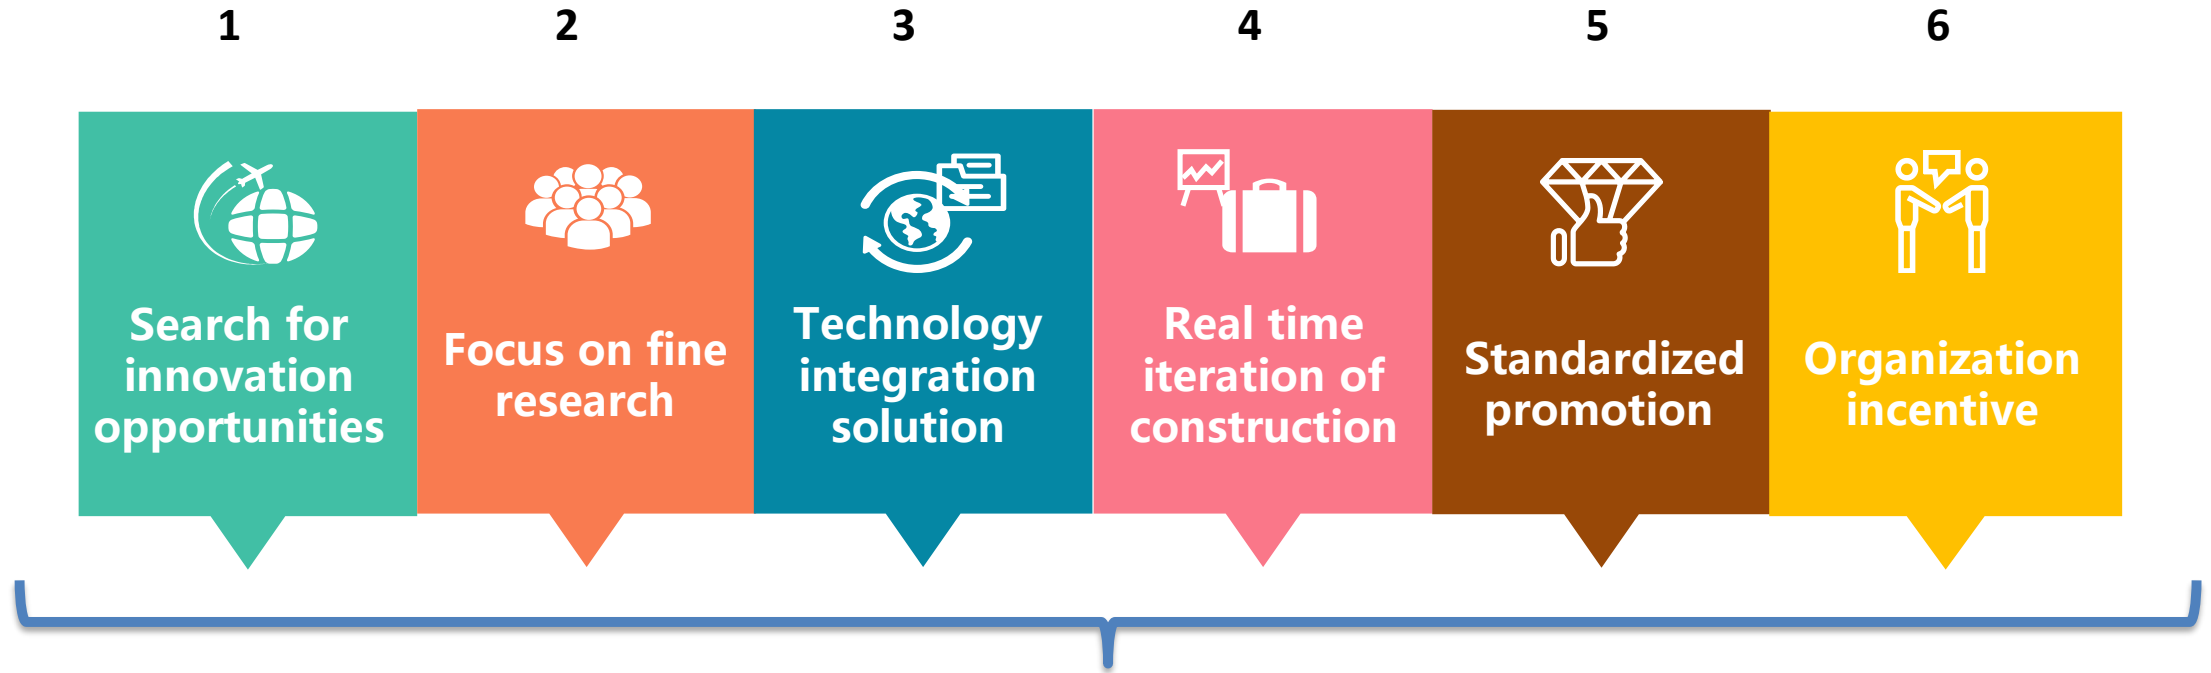 1
2
3
4
5
6
Search for
innovation
opportunities
Focus on fine
research
Technology
integration
solution
Real time
iteration of
construction
Standardized
promotion
Organization
incentive